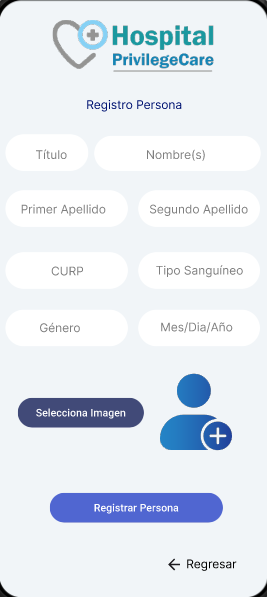 Hospital
PrivilegeCare
Registro Persona
Título Nombre(s)
Primer Apellido Segundo Apellido
CURP Tipo Sanguíneo
Género Mes/Dia/Año
Selecciona Imagen
Registrar Persona
Regresar